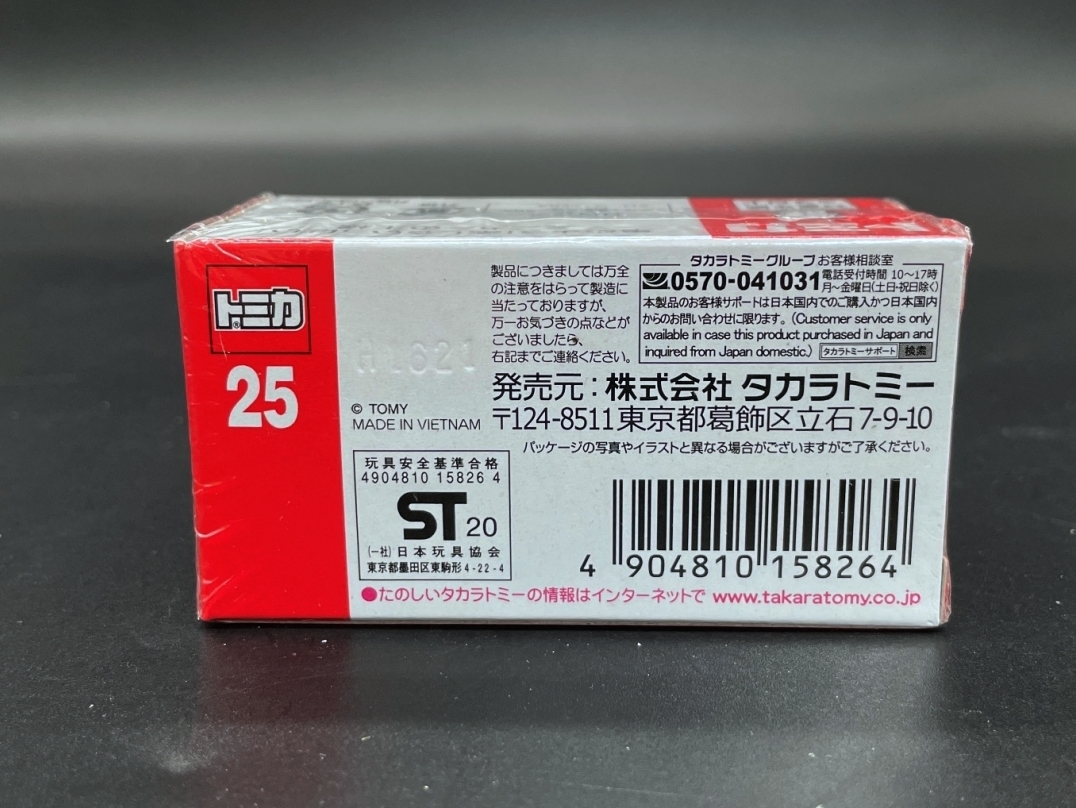 トミカ®
25
製品につきましては万全
の注意をはらって製造に
当たっておりますが、
万一お気づきの点などが
ございましたら、
右記までご連絡ください。
タカラトミーグループ お客様相談室
0570-041031 電話受付時間 10〜17時
月〜金曜日(土日・祝日除く)
本製品のお客様サポートは日本国内でのご購入かつ日本国内
からのお問い合わせに限ります。(Customer service is only
available in case this product purchased in Japan and
inquired from Japan domestic.) タカラトミーサポート 検索
© TOMY
MADE IN VIETNAM
発売元：株式会社 タカラトミー
〒124-8511 東京都葛飾区立石7-9-10
パッケージの写真やイラストと異なる場合がございますがご了承ください。
玩具安全基準合格
4904810 15826 4
ST 20
(一社)日本玩具協会
東京都墨田区東駒形4-22-4
4 904810 158264
●たのしいタカラトミーの情報はインターネットで www.takaratomy.co.jp